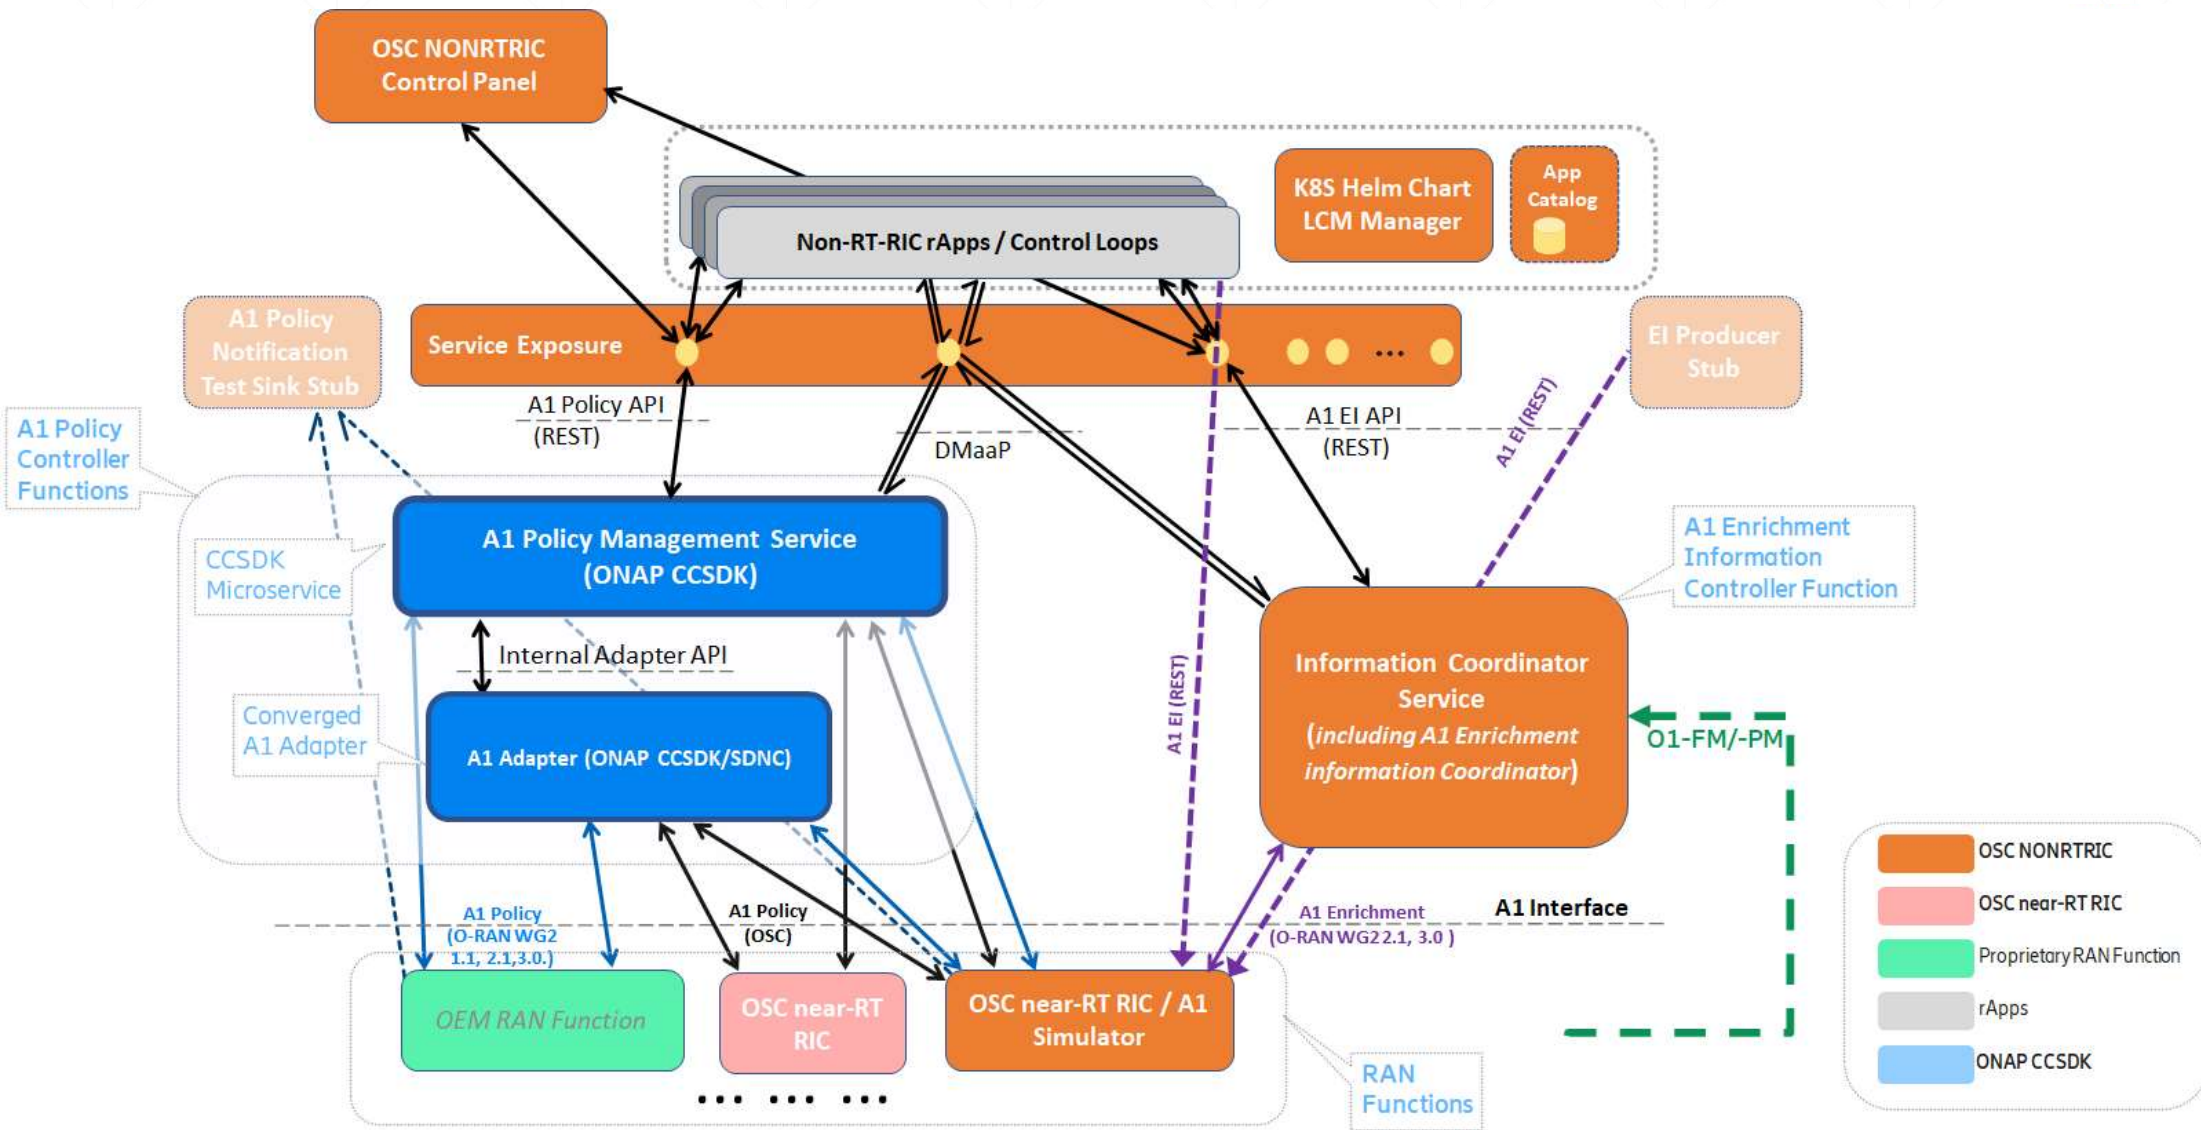 OSC NONRTRIC
Control Panel
K8S Helm Chart
LCM Manager
App
Catalog
Non-RT-RIC rApps / Control Loops
A1 Policy
Notification
Test Sink Stub
Service Exposure
...
EI Producer
Stub
A1 Policy
Controller
Functions
A1 Policy API
(REST)
DMaaP
A1 EI API
(REST)
A1 EI (REST)
A1 Policy Management Service
(ONAP CCSDK)
CCSDK
Microservice
A1 Enrichment
Information
Controller Function
Internal Adapter API
A1 EI (REST)
Information Coordinator
Service
(including A1 Enrichment
information Coordinator)
Converged
A1 Adapter
A1 Adapter (ONAP CCSDK/SDNC)
O1-FM/-PM
A1 Policy
(O-RAN WG2
1.1, 2.1,3.0.)
A1 Policy
(OSC)
A1 Enrichment
(O-RAN WG2 2.1, 3.0 )
A1 Interface
OEM RAN Function
OSC near-RT
RIC
OSC near-RT RIC / A1
Simulator
... ... ...
RAN
Functions
OSC NONRTRIC
OSC near-RT RIC
Proprietary RAN Function
rApps
ONAP CCSDK